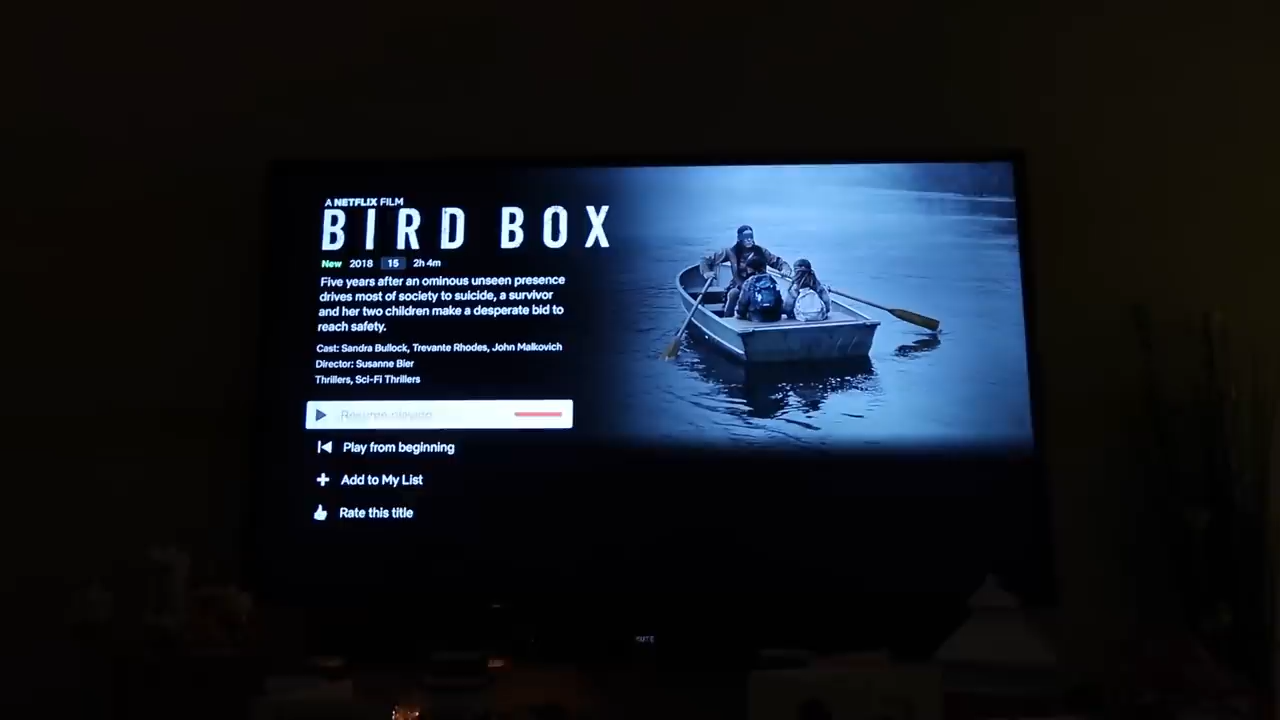 A NETFLIX FILM
BIRD BOX
New 2018 15 2h 4m
Five years after an ominous unseen presence
drives most of society to suicide, a survivor
and her two children make a desperate bid to
reach safety.
Cast: Sandra Bullock, Trevante Rhodes, John Malkovich
Director: Susanne Bier
Thrillers, Sci-Fi Thrillers
Resume playing
Play from beginning
Add to My List
Rate this title